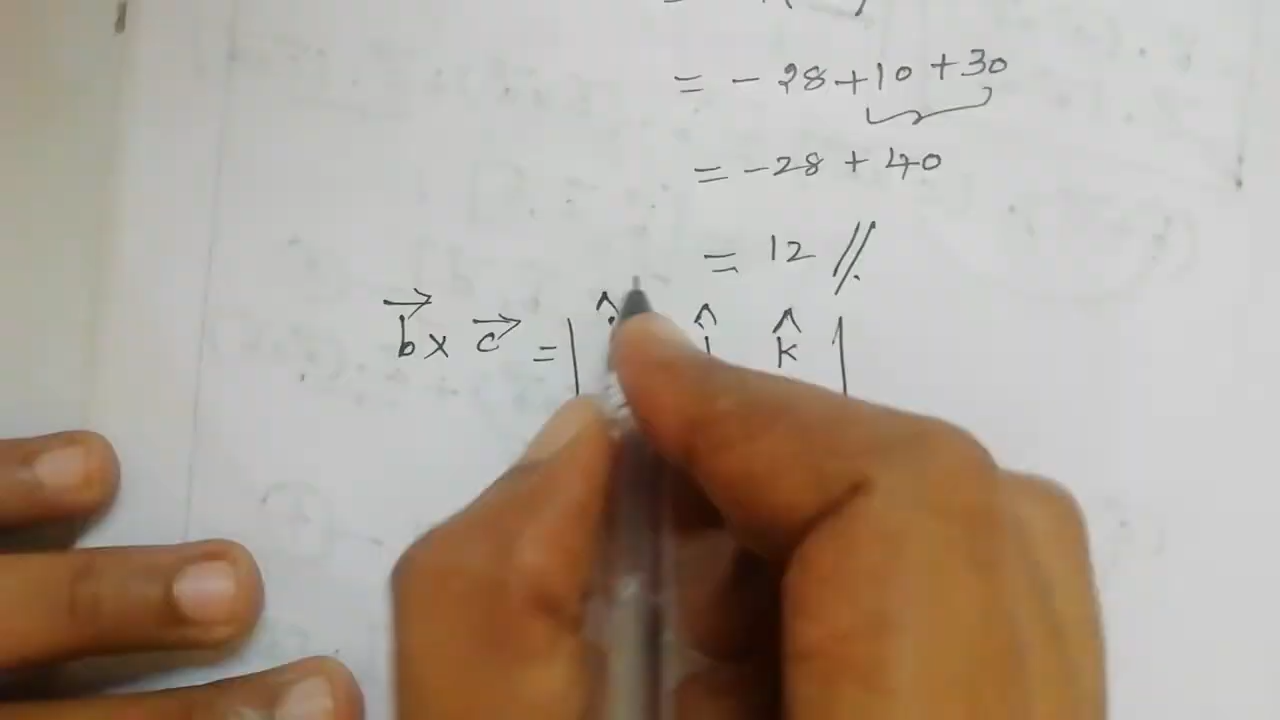 = - 28 + 10 + 30
= - 28 + 40
= 12 //.
b⃗ x c⃗ = | î ĵ k̂ |